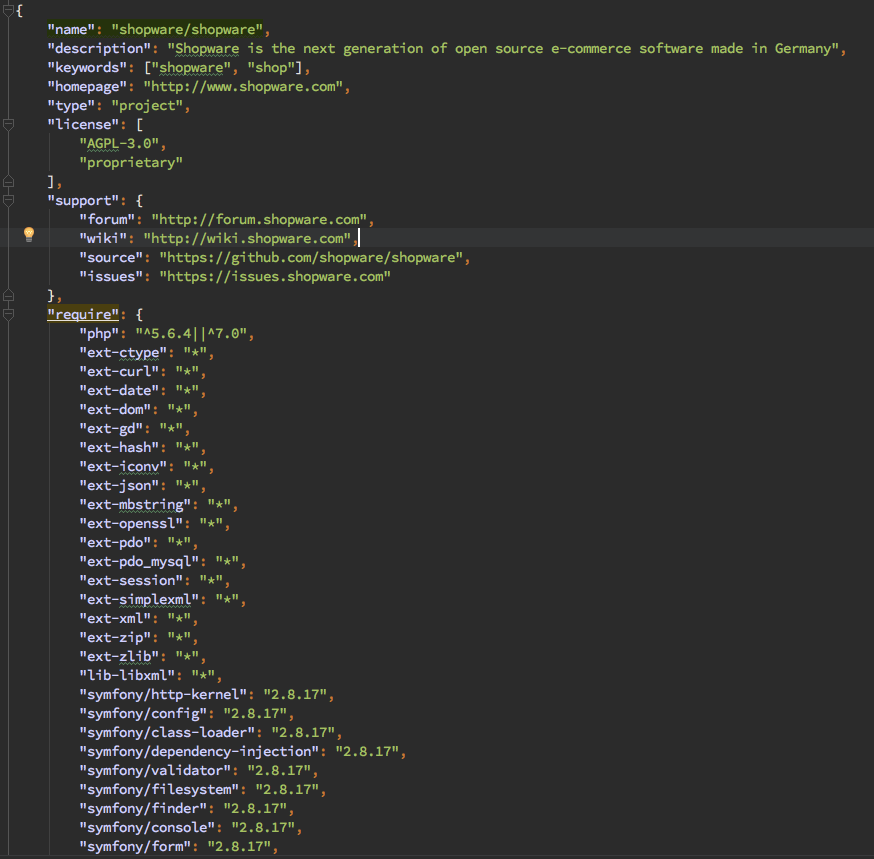 {
"name": "shopware/shopware",
"description": "Shopware is the next generation of open source e-commerce software made in Germany",
"keywords": ["shopware", "shop"],
"homepage": "http://www.shopware.com",
"type": "project",
"license": [
"AGPL-3.0",
"proprietary"
],
"support": {
"forum": "http://forum.shopware.com",
"wiki": "http://wiki.shopware.com",
"source": "https://github.com/shopware/shopware",
"issues": "https://issues.shopware.com"
},
"require": {
"php": "^5.6.4||^7.0",
"ext-ctype": "*",
"ext-curl": "*",
"ext-date": "*",
"ext-dom": "*",
"ext-gd": "*",
"ext-hash": "*",
"ext-iconv": "*",
"ext-json": "*",
"ext-mbstring": "*",
"ext-openssl": "*",
"ext-pdo": "*",
"ext-pdo_mysql": "*",
"ext-session": "*",
"ext-simplexml": "*",
"ext-xml": "*",
"ext-zip": "*",
"ext-zlib": "*",
"lib-libxml": "*",
"symfony/http-kernel": "2.8.17",
"symfony/config": "2.8.17",
"symfony/class-loader": "2.8.17",
"symfony/dependency-injection": "2.8.17",
"symfony/validator": "2.8.17",
"symfony/filesystem": "2.8.17",
"symfony/finder": "2.8.17",
"symfony/console": "2.8.17",
"symfony/form": "2.8.17",